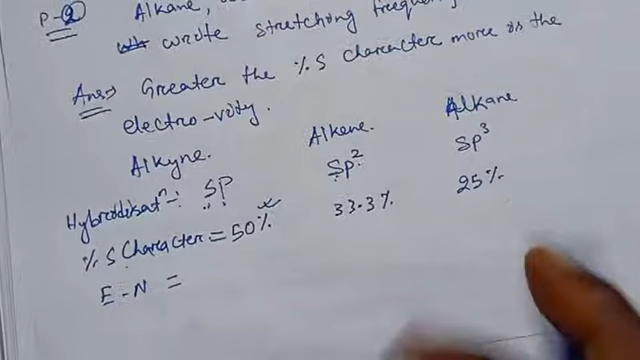 P-2 Alkane,
wrote stretching frequency
Ans→ Greater the %S character more is the
electro-vity.
Alkyne. Alkene. Alkane
Hybridisatn-: SP SP2 SP3
%S Character = 50% 33.3% 25%
E-N =